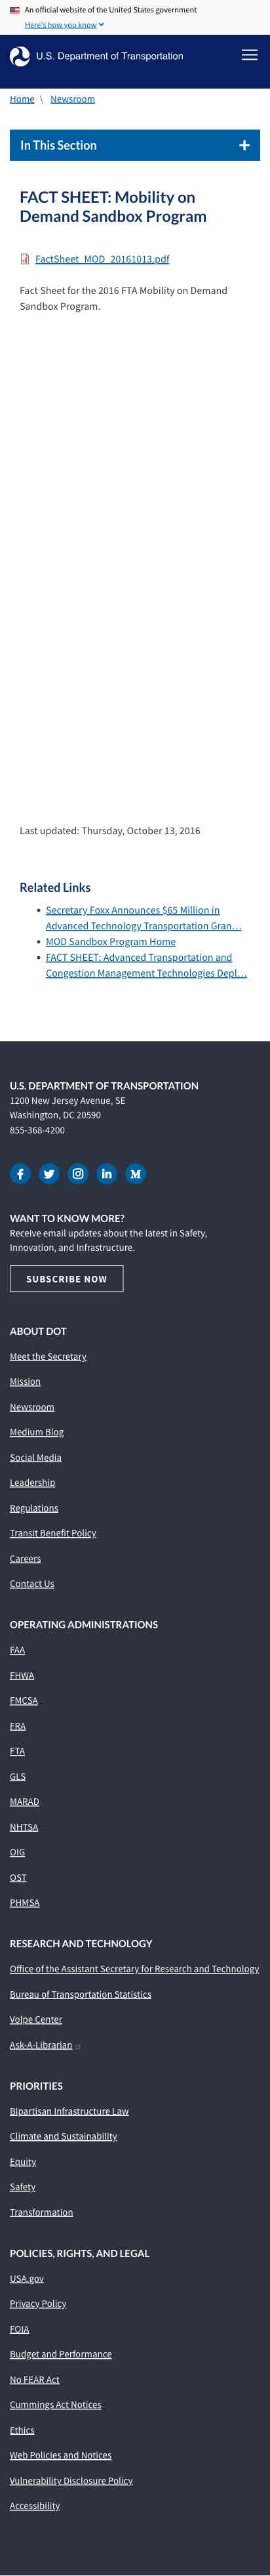 An official website of the United States government
Here's how you know
U.S. Department of Transportation
Home \ Newsroom
In This Section
FACT SHEET: Mobility on
Demand Sandbox Program
FactSheet_MOD_20161013.pdf
Fact Sheet for the 2016 FTA Mobility on Demand
Sandbox Program.
Last updated: Thursday, October 13, 2016
Related Links
Secretary Foxx Announces $65 Million in
Advanced Technology Transportation Gran…
MOD Sandbox Program Home
FACT SHEET: Advanced Transportation and
Congestion Management Technologies Depl…
U.S. DEPARTMENT OF TRANSPORTATION
1200 New Jersey Avenue, SE
Washington, DC 20590
855-368-4200
WANT TO KNOW MORE?
Receive email updates about the latest in Safety,
Innovation, and Infrastructure.
SUBSCRIBE NOW
ABOUT DOT
Meet the Secretary
Mission
Newsroom
Medium Blog
Social Media
Leadership
Regulations
Transit Benefit Policy
Careers
Contact Us
OPERATING ADMINISTRATIONS
FAA
FHWA
FMCSA
FRA
FTA
GLS
MARAD
NHTSA
OIG
OST
PHMSA
RESEARCH AND TECHNOLOGY
Office of the Assistant Secretary for Research and Technology
Bureau of Transportation Statistics
Volpe Center
Ask-A-Librarian
PRIORITIES
Bipartisan Infrastructure Law
Climate and Sustainability
Equity
Safety
Transformation
POLICIES, RIGHTS, AND LEGAL
USA.gov
Privacy Policy
FOIA
Budget and Performance
No FEAR Act
Cummings Act Notices
Ethics
Web Policies and Notices
Vulnerability Disclosure Policy
Accessibility